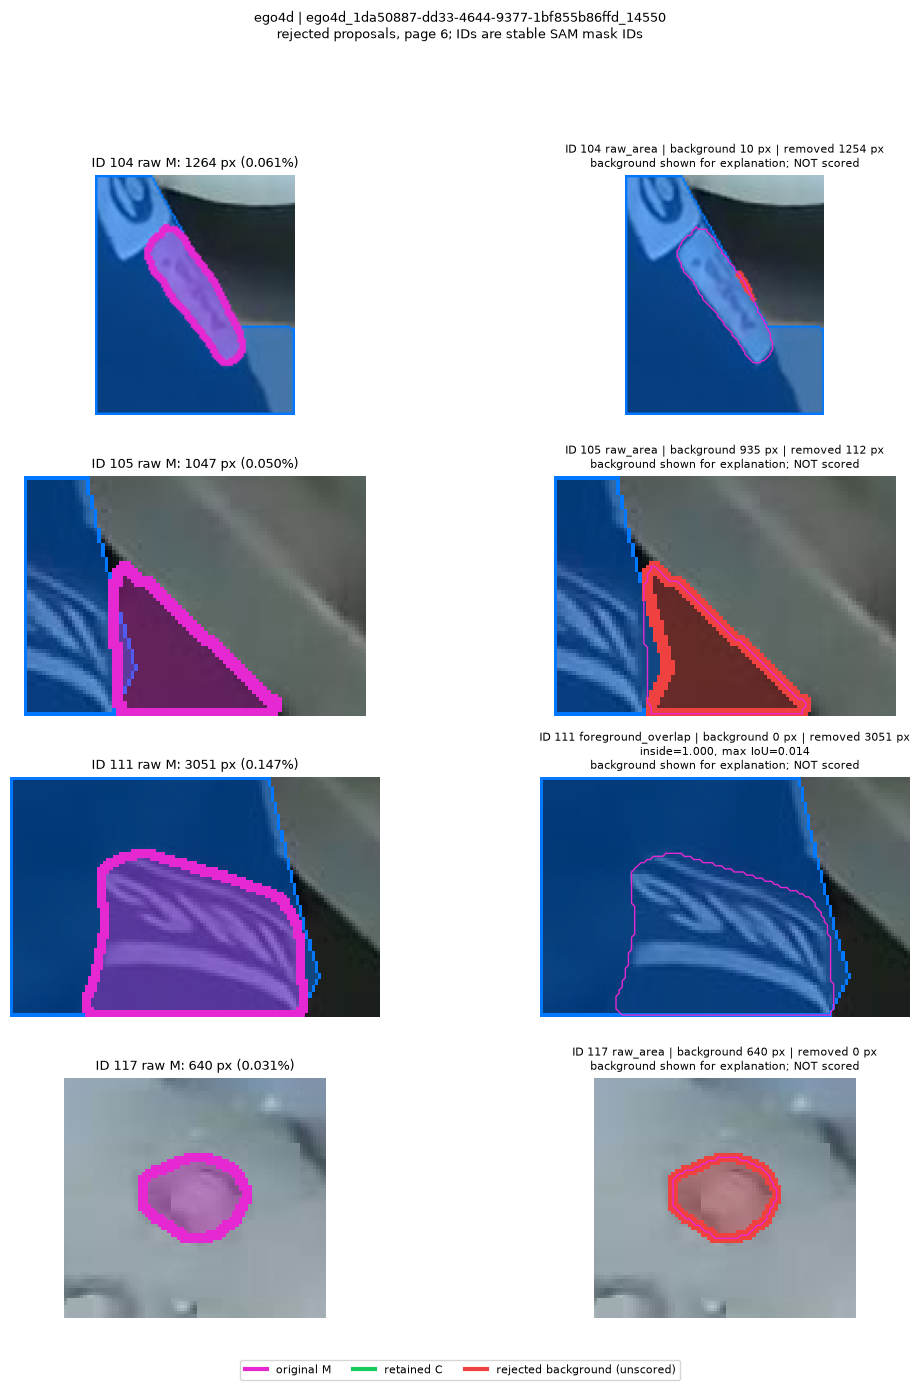 ego4d | ego4d_1da50887-dd33-4644-9377-1bf855b86ffd_14550
rejected proposals, page 6; IDs are stable SAM mask IDs
ID 104 raw M: 1264 px (0.061%)
ID 104 raw_area | background 10 px | removed 1254 px
background shown for explanation; NOT scored
ID 105 raw M: 1047 px (0.050%)
ID 105 raw_area | background 935 px | removed 112 px
background shown for explanation; NOT scored
ID 111 raw M: 3051 px (0.147%)
ID 111 foreground_overlap | background 0 px | removed 3051 px
inside=1.000, max IoU=0.014
background shown for explanation; NOT scored
ID 117 raw M: 640 px (0.031%)
ID 117 raw_area | background 640 px | removed 0 px
background shown for explanation; NOT scored
original M
retained C
rejected background (unscored)